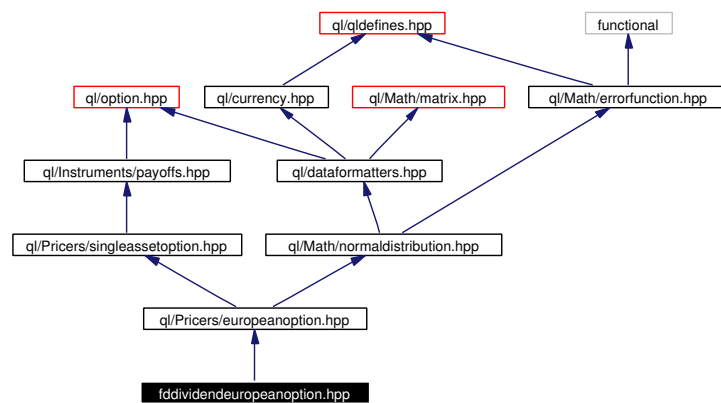 ql/qldefines.hpp
functional
ql/option.hpp
ql/currency.hpp
ql/Math/matrix.hpp
ql/Math/errorfunction.hpp
ql/Instruments/payoffs.hpp
ql/dataformatters.hpp
ql/Pricers/singleassetoption.hpp
ql/Math/normaldistribution.hpp
ql/Pricers/europeanoption.hpp
fddividendeuropeanoption.hpp